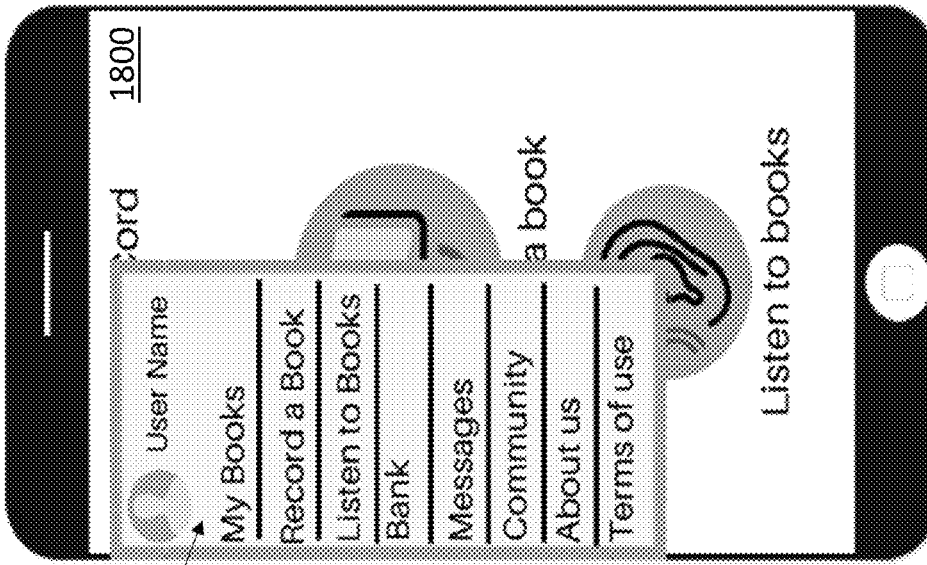 1800
cord
User Name
My Books
Record a Book
Listen to Books
Bank
Messages
Community
About us
Terms of use
a book
Listen to books